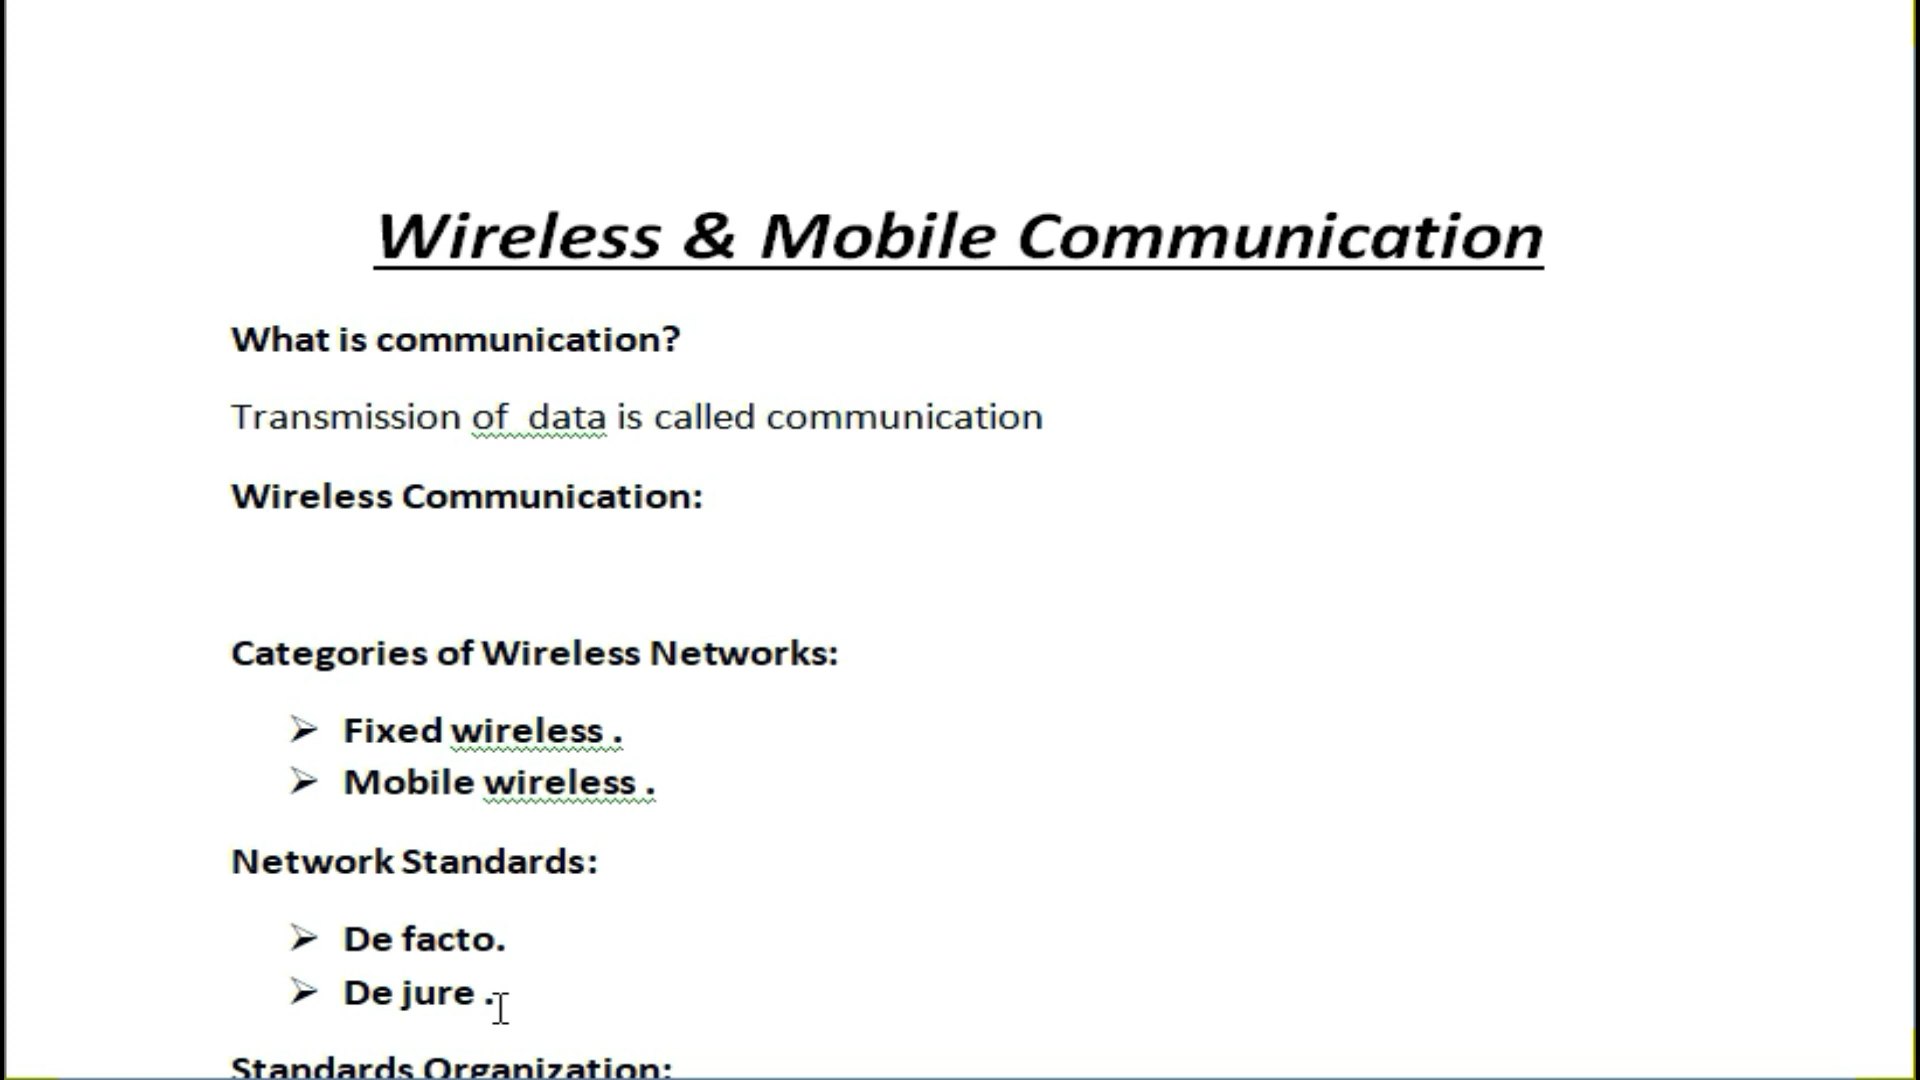 Wireless & Mobile Communication
What is communication?
Transmission of  data is called communication
Wireless Communication:
Categories of Wireless Networks:
➢ Fixed wireless .
➢ Mobile wireless .
Network Standards:
➢ De facto.
➢ De jure .
Standards Organization: